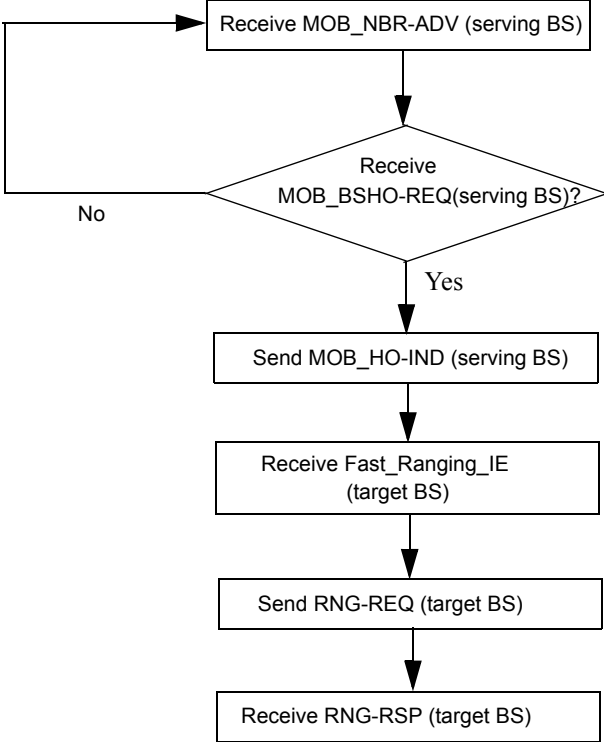 Receive MOB_NBR-ADV (serving BS)
Receive
MOB_BSHO-REQ(serving BS)?
No
Yes
Send MOB_HO-IND (serving BS)
Receive Fast_Ranging_IE
(target BS)
Send RNG-REQ (target BS)
Receive RNG-RSP (target BS)